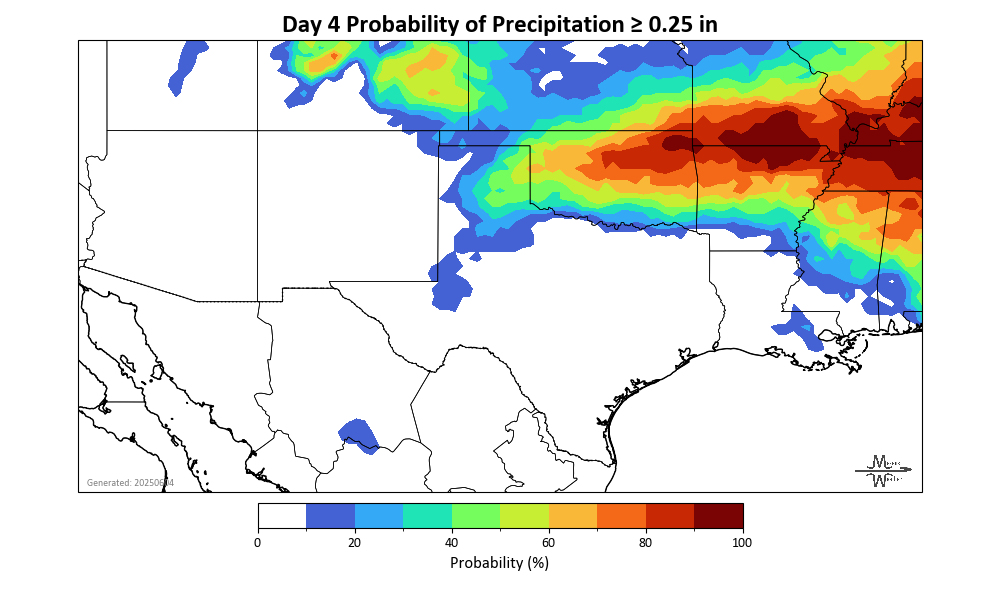 Day 4 Probability of Precipitation ≥ 0.25 in
Generated: 20250604
0 20 40 60 80 100
Probability (%)